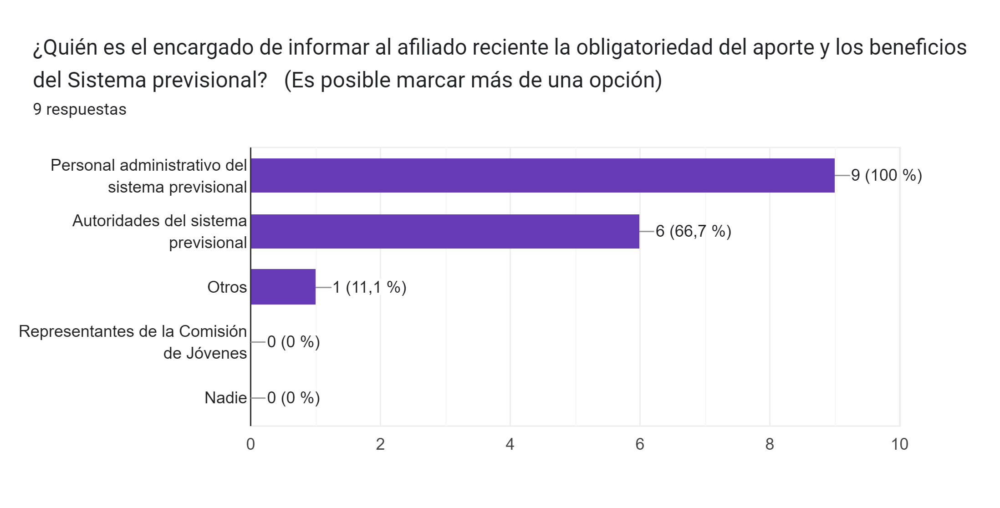 ¿Quién es el encargado de informar al afiliado reciente la obligatoriedad del aporte y los beneficios
del Sistema previsional?   (Es posible marcar más de una opción)
9 respuestas
Personal administrativo del
sistema previsional
9 (100 %)
Autoridades del sistema
previsional
6 (66,7 %)
Otros
1 (11,1 %)
Representantes de la Comisión
de Jóvenes
0 (0 %)
Nadie
0 (0 %)
0 2 4 6 8 10